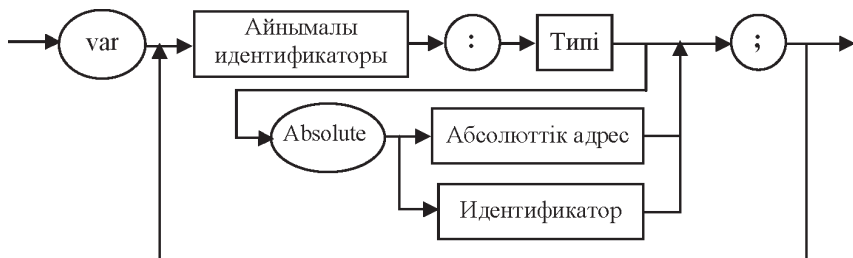 var
Айнымалы
идентификаторы
:
Типі
;
Absolute
Абсолюттік адрес
Идентификатор